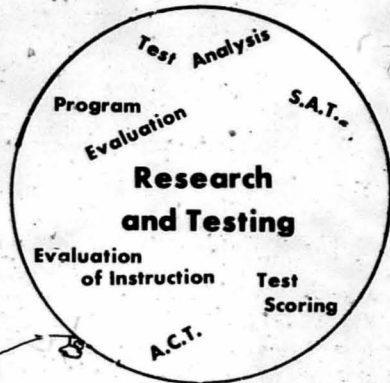 Test Analysis
S.A.T.
Program
Evaluation
Research
and Testing
Evaluation
of Instruction
Test
Scoring
A.C.T.